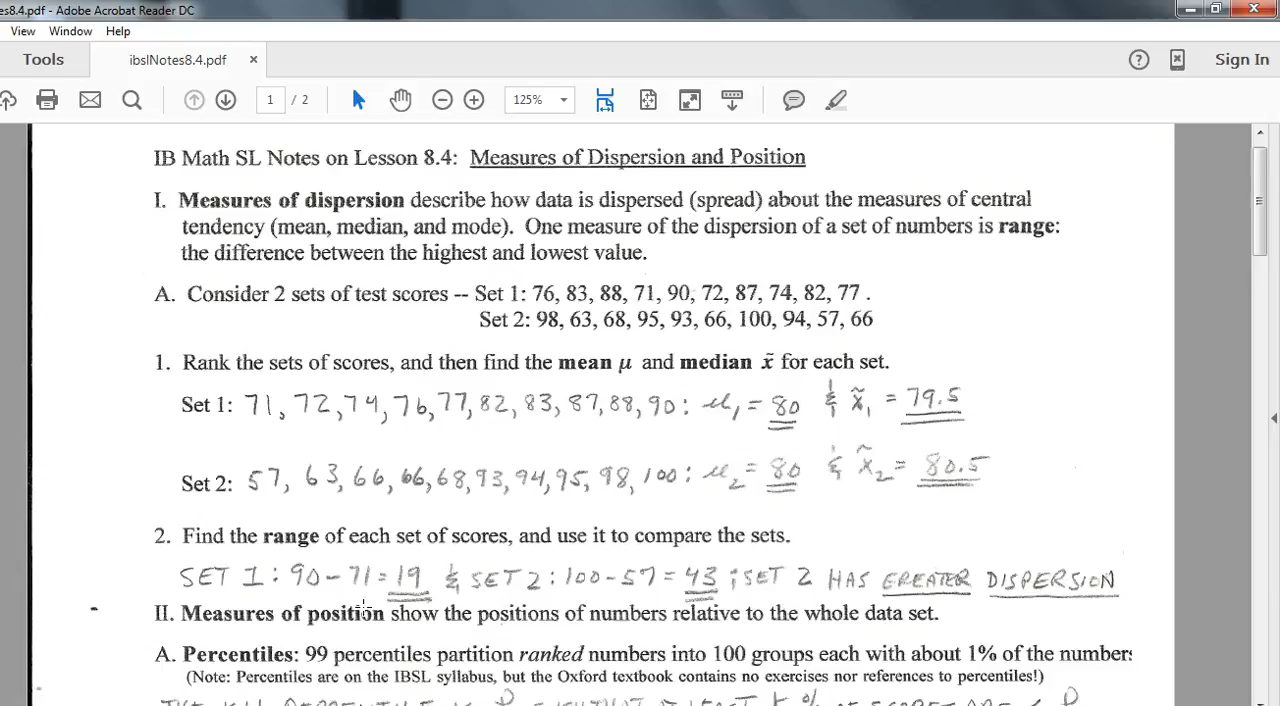 es8.4.pdf - Adobe Acrobat Reader DC
View Window Help
Tools ibslNotes8.4.pdf × Sign In
1 / 2 125%
IB Math SL Notes on Lesson 8.4: Measures of Dispersion and Position
I. Measures of dispersion describe how data is dispersed (spread) about the measures of central
tendency (mean, median, and mode). One measure of the dispersion of a set of numbers is range:
the difference between the highest and lowest value.
A. Consider 2 sets of test scores -- Set 1: 76, 83, 88, 71, 90, 72, 87, 74, 82, 77 .
Set 2: 98, 63, 68, 95, 93, 66, 100, 94, 57, 66
1. Rank the sets of scores, and then find the mean μ and median x̃ for each set.
Set 1: 71, 72, 74, 76, 77, 82, 83, 87, 88, 90 : μ₁ = 80 & x̃₁ = 79.5
Set 2: 57, 63, 66, 66, 68, 93, 94, 95, 98, 100 : μ₂ = 80 & x̃₂ = 80.5
2. Find the range of each set of scores, and use it to compare the sets.
SET 1 : 90 - 71 = 19 & SET 2 : 100 - 57 = 43 ; SET 2 HAS GREATER DISPERSION
II. Measures of position show the positions of numbers relative to the whole data set.
A. Percentiles: 99 percentiles partition ranked numbers into 100 groups each with about 1% of the numbers
(Note: Percentiles are on the IBSL syllabus, but the Oxford textbook contains no exercises nor references to percentiles!)